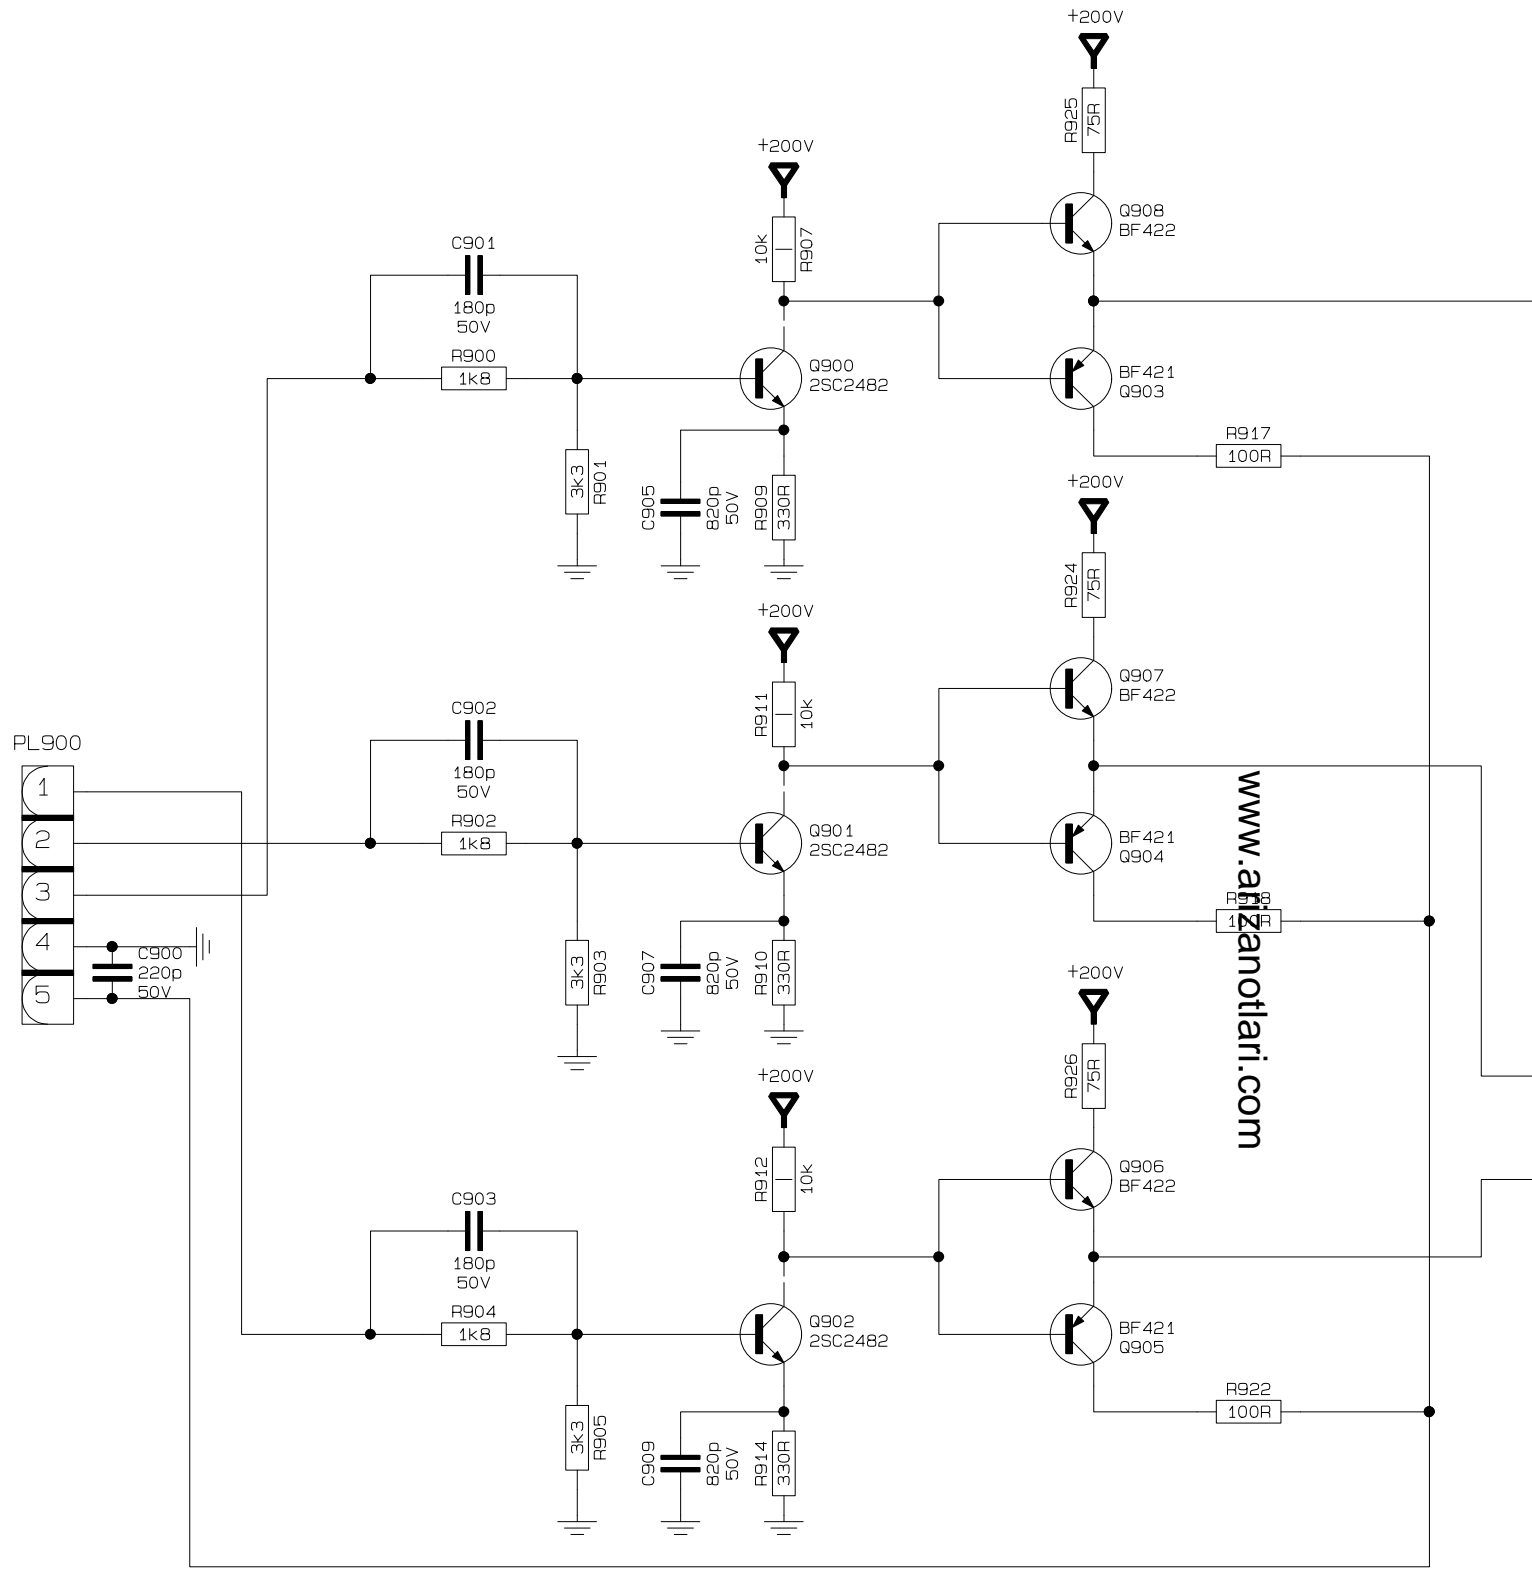 +200V
R925
75R
Q908
BF422
+200V
10k
R907
C901
180p
50V
R900
1k8
Q900
2SC2482
BF421
Q903
R917
100R
3k3
R901
C905
820p
50V
R909
330R
+200V
R924
75R
+200V
R911
10k
Q907
BF422
C902
180p
50V
R902
1k8
Q901
2SC2482
BF421
Q904
R918
100R
PL900
1
2
3
4
5
C900
220p
50V
3k3
R903
C907
820p
50V
R910
330R
www.arizanotlari.com
+200V
R926
75R
+200V
R912
10k
Q906
BF422
C903
180p
50V
R904
1k8
Q902
2SC2482
BF421
Q905
R922
100R
3k3
R905
C909
820p
50V
R914
330R